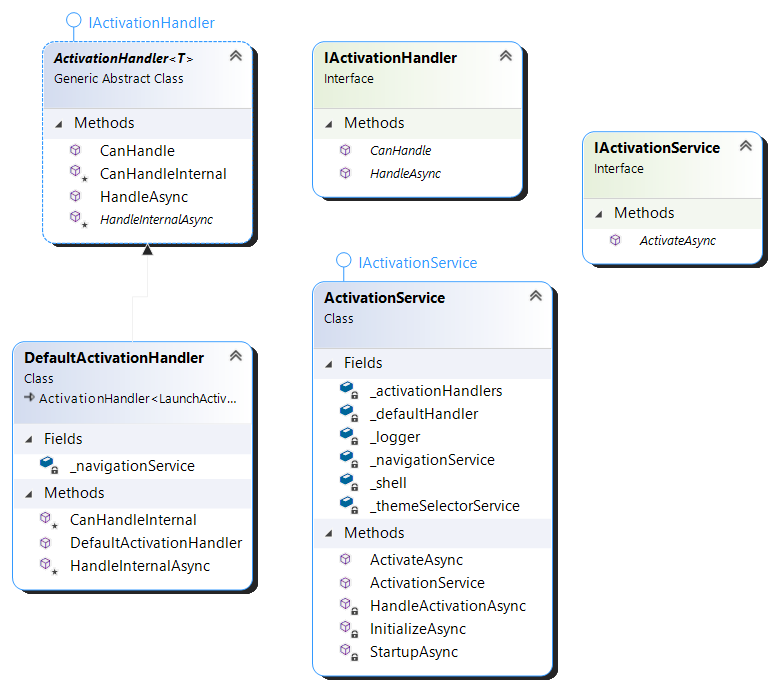 IActivationHandler
ActivationHandler<T>
Generic Abstract Class
Methods
CanHandle
CanHandleInternal
HandleAsync
HandleInternalAsync
IActivationHandler
Interface
Methods
CanHandle
HandleAsync
IActivationService
Interface
Methods
ActivateAsync
DefaultActivationHandler
Class
ActivationHandler<LaunchActiv...
Fields
_navigationService
Methods
CanHandleInternal
DefaultActivationHandler
HandleInternalAsync
IActivationService
ActivationService
Class
Fields
_activationHandlers
_defaultHandler
_logger
_navigationService
_shell
_themeSelectorService
Methods
ActivateAsync
ActivationService
HandleActivationAsync
InitializeAsync
StartupAsync